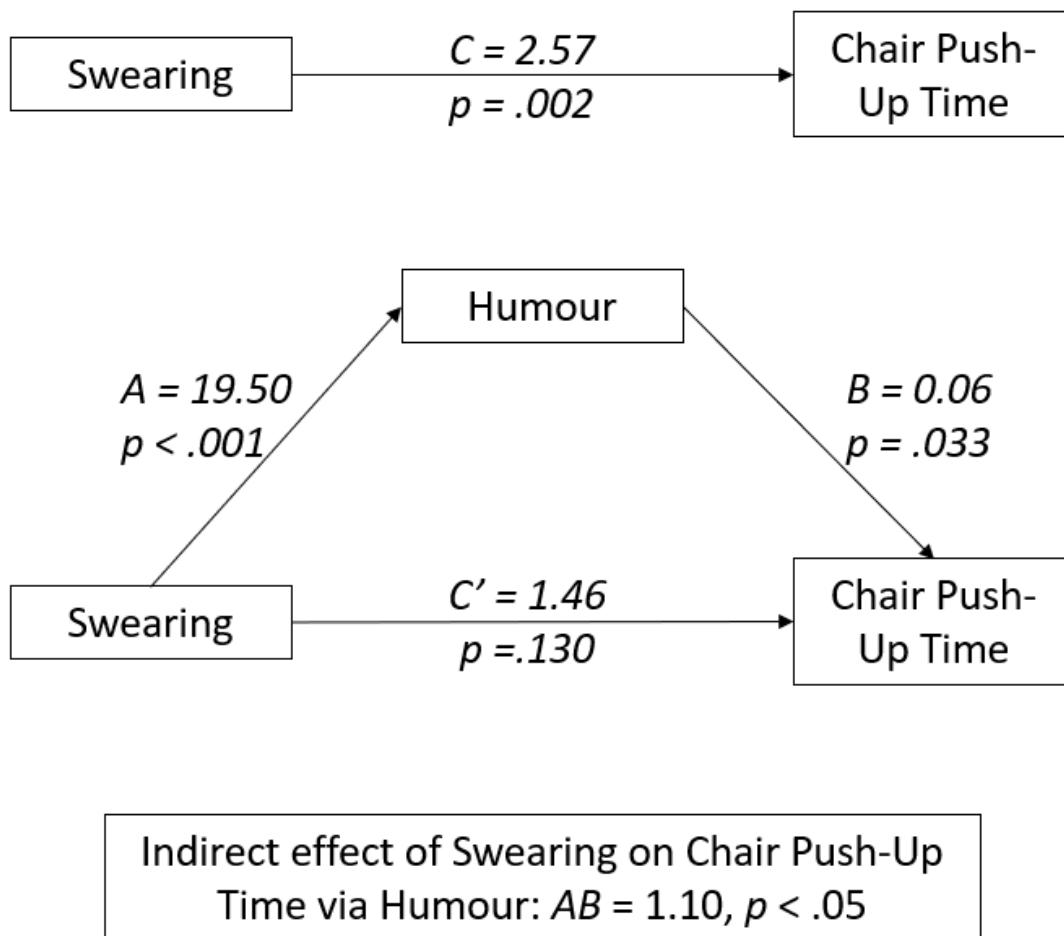 Swearing
C = 2.57
p = .002
Chair Push-
Up Time
Humour
A = 19.50
p < .001
B = 0.06
p = .033
Swearing
C’ = 1.46
p =.130
Chair Push-
Up Time
Indirect effect of Swearing on Chair Push-Up
Time via Humour: AB = 1.10, p < .05